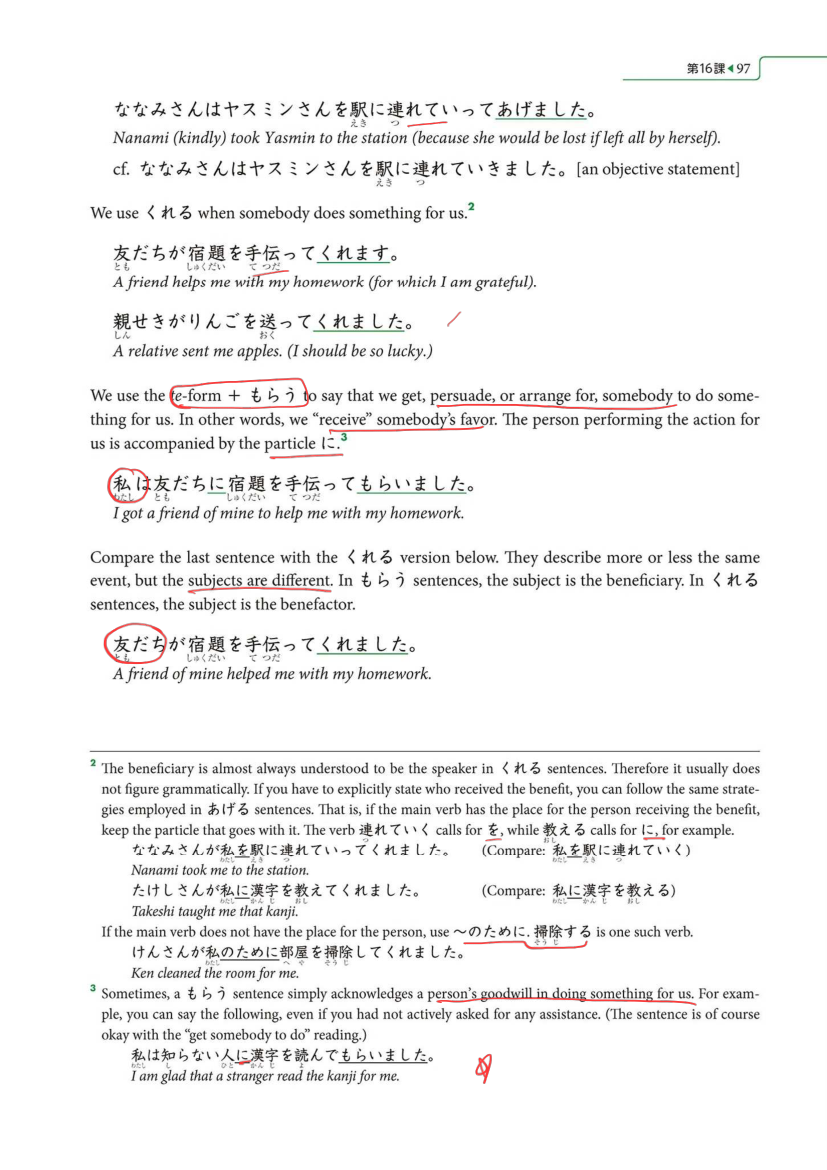 第16課◀97
ななみさんはヤスミンさんを駅に連れていってあげました。
えき つ
Nanami (kindly) took Yasmin to the station (because she would be lost if left all by herself).
cf. ななみさんはヤスミンさんを駅に連れていきました。[an objective statement]
えき つ
We use くれる when somebody does something for us.2
友だちが宿題を手伝ってくれます。
とも しゅくだい てつだ
A friend helps me with my homework (for which I am grateful).
親せきがりんごを送ってくれました。
しん おく
A relative sent me apples. (I should be so lucky.)
We use the te-form + もらう to say that we get, persuade, or arrange for, somebody to do some-
thing for us. In other words, we “receive” somebody’s favor. The person performing the action for
us is accompanied by the particle に.3
私は友だちに宿題を手伝ってもらいました。
わたし とも しゅくだい てつだ
I got a friend of mine to help me with my homework.
Compare the last sentence with the くれる version below. They describe more or less the same
event, but the subjects are different. In もらう sentences, the subject is the beneficiary. In くれる
sentences, the subject is the benefactor.
友だちが宿題を手伝ってくれました。
とも しゅくだい てつだ
A friend of mine helped me with my homework.
2 The beneficiary is almost always understood to be the speaker in くれる sentences. Therefore it usually does
not figure grammatically. If you have to explicitly state who received the benefit, you can follow the same strate-
gies employed in あげる sentences. That is, if the main verb has the place for the person receiving the benefit,
keep the particle that goes with it. The verb 連れていく calls for を, while 教える calls for に, for example.
つ おし
ななみさんが私を駅に連れていってくれました。 (Compare: 私を駅に連れていく)
わたし えき つ わたし えき つ
Nanami took me to the station.
たけしさんが私に漢字を教えてくれました。 (Compare: 私に漢字を教える)
わたし かんじ おし わたし かんじ おし
Takeshi taught me that kanji.
If the main verb does not have the place for the person, use ~のために. 掃除する is one such verb.
そうじ
けんさんが私のために部屋を掃除してくれました。
わたし へや そうじ
Ken cleaned the room for me.
3 Sometimes, a もらう sentence simply acknowledges a person’s goodwill in doing something for us. For exam-
ple, you can say the following, even if you had not actively asked for any assistance. (The sentence is of course
okay with the “get somebody to do” reading.)
私は知らない人に漢字を読んでもらいました。
わたし し ひと かんじ よ
I am glad that a stranger read the kanji for me.